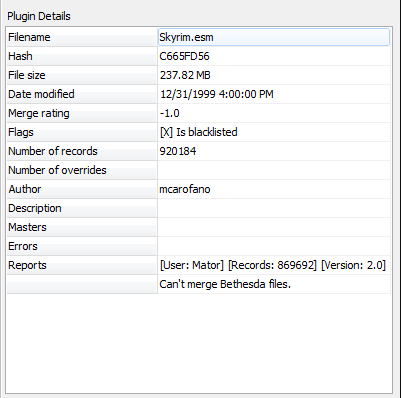 Plugin Details
Filename Skyrim.esm
Hash C665FD56
File size 237.82 MB
Date modified 12/31/1999 4:00:00 PM
Merge rating -1.0
Flags [X] Is blacklisted
Number of records 920184
Number of overrides
Author mcarofano
Description
Masters
Errors
Reports [User: Mator] [Records: 869692] [Version: 2.0]
Can't merge Bethesda files.